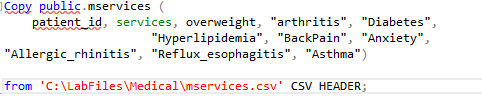 Copy public.mservices (
patient_id, services, overweight, "arthritis", "Diabetes",
"Hyperlipidemia", "BackPain", "Anxiety",
"Allergic_rhinitis", "Reflux_esophagitis", "Asthma")
from 'C:\LabFiles\Medical\mservices.csv' CSV HEADER;